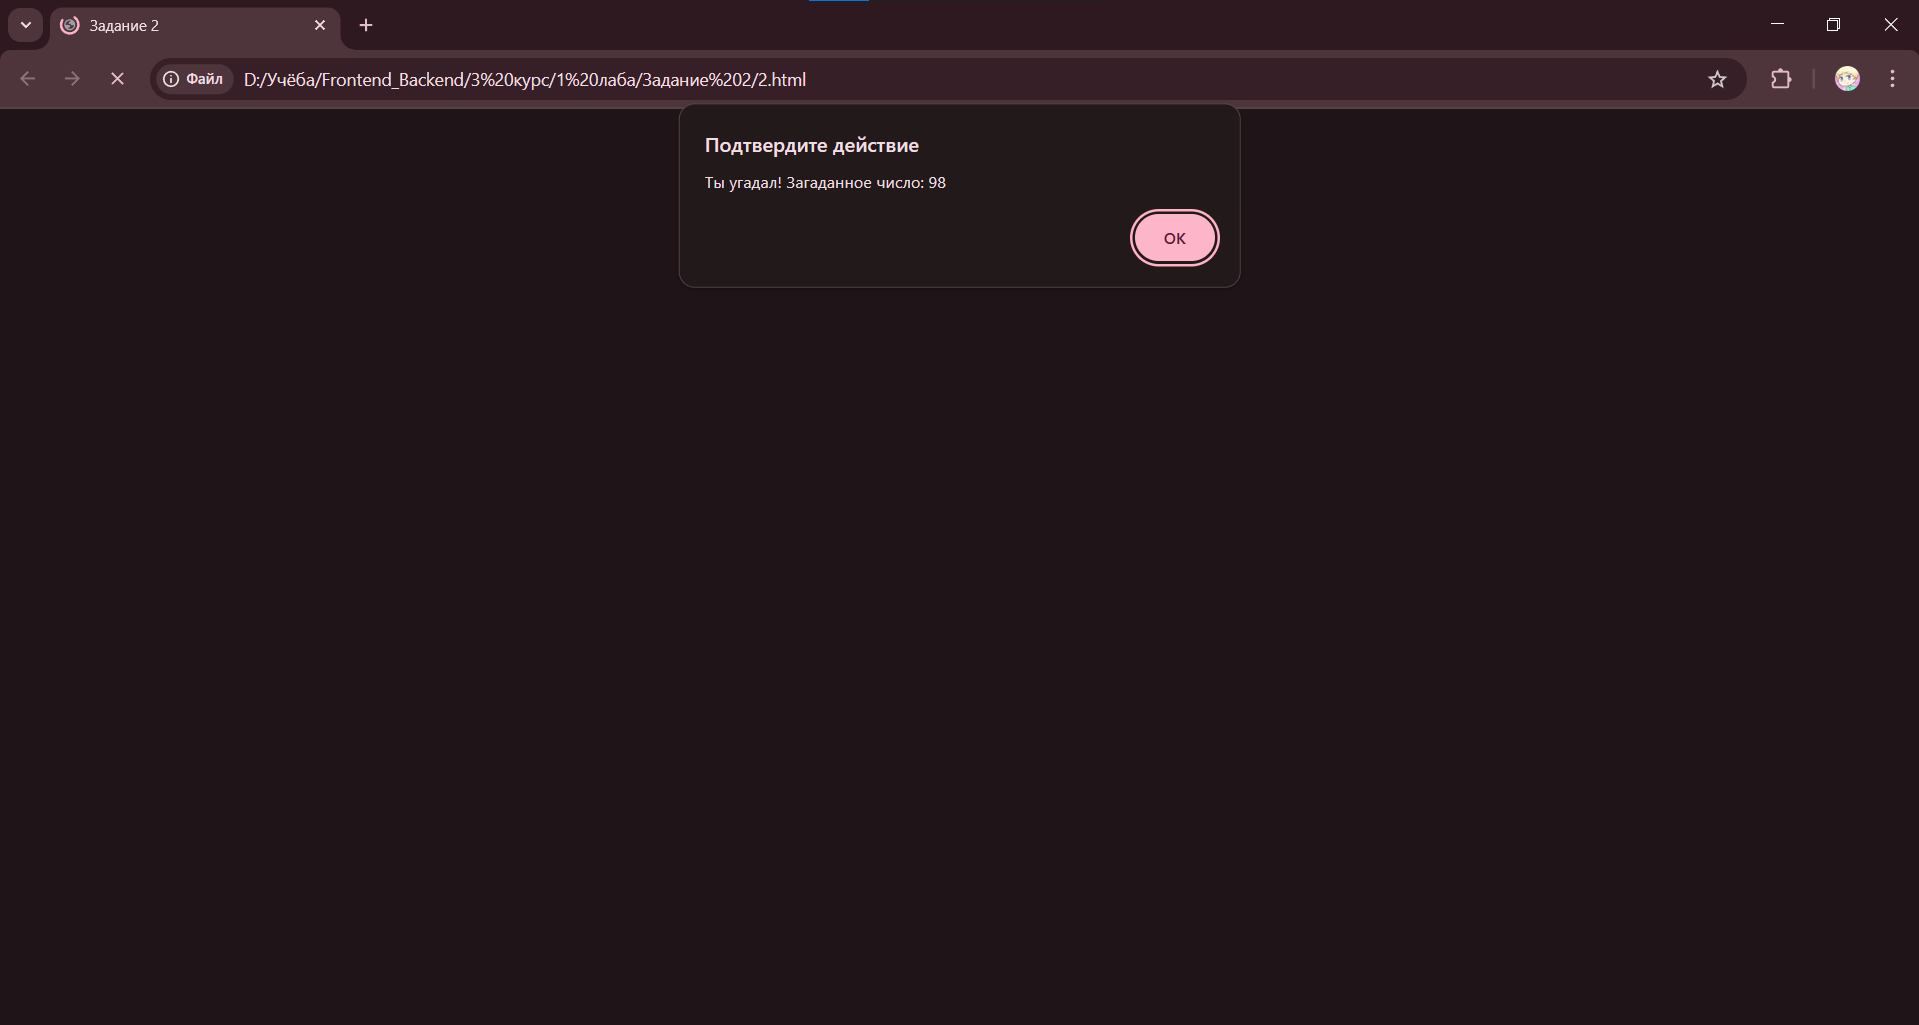 Задание 2
Файл
D:/Учёба/Frontend_Backend/3%20курс/1%20лаба/Задание%202/2.html
Подтвердите действие
Ты угадал! Загаданное число: 98
ОК